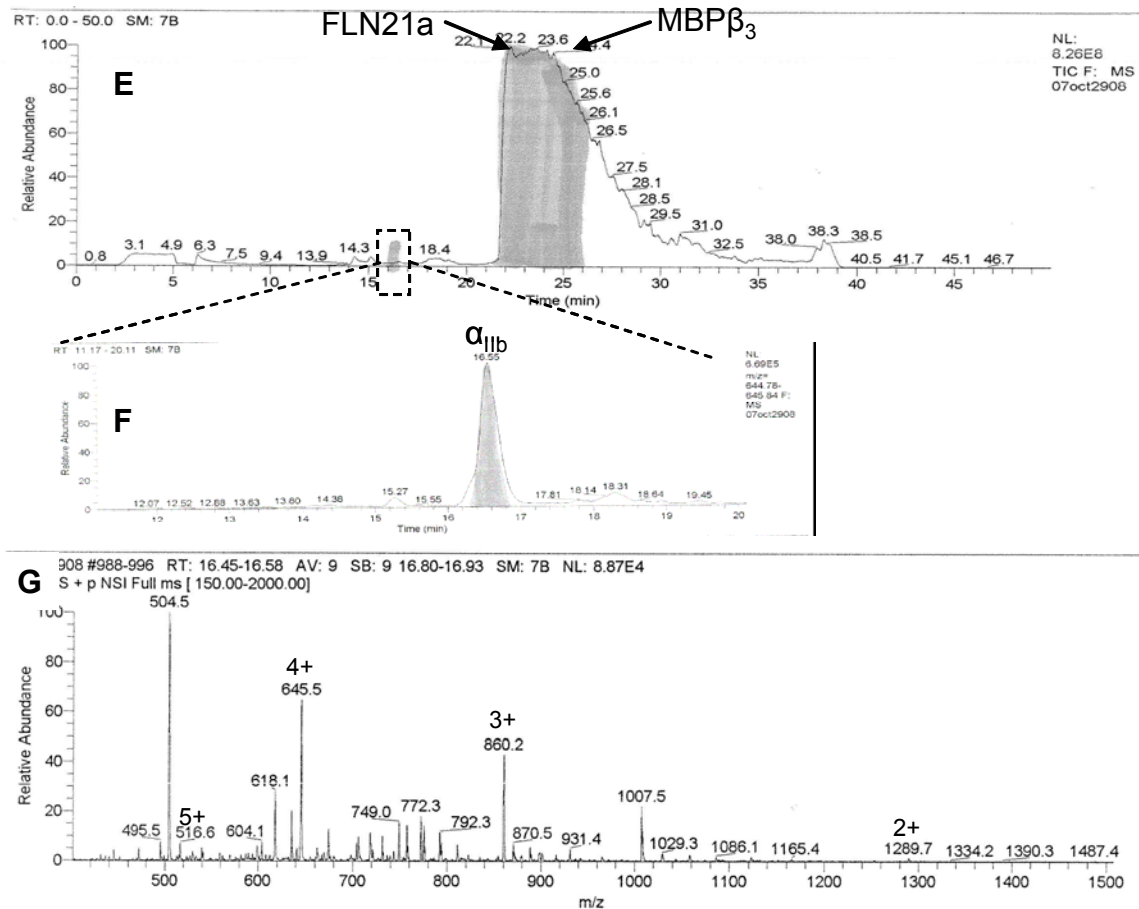 RT: 0.0 - 50.0 SM: 7B
FLN21a
MBPβ3
NL:
8.26E8
TIC F: MS
07oct2908
E
Relative Abundance
100
80
60
40
20
0
0.8
3.1
4.9
6.3
7.5
9.4
13.9
14.3
18.4
22.1
22.2
23.6
24.4
25.0
25.6
26.1
26.5
27.5
28.1
28.5
29.5
31.0
32.5
38.0
38.3
38.5
40.5
41.7
45.1
46.7
0 5 10 15 20 25 30 35 40 45
Time (min)
αIIb
RT 11.17 - 20.11 SM: 7B
NL
6.69E5
m/z=
644.78-
645.84 F:
MS
07oct2908
F
Relative Abundance
100
80
60
40
20
0
12.07 12.52 12.88 13.63 13.80 14.38 15.27 15.55 16.55 17.81 18.14 18.31 18.64 19.45
12 13 14 15 16 17 18 19 20
Time (min)
908 #988-996 RT: 16.45-16.58 AV: 9 SB: 9 16.80-16.93 SM: 7B NL: 8.87E4
G
S + p NSI Full ms [ 150.00-2000.00]
Relative Abundance
100
80
60
40
20
0
504.5
4+
645.5
3+
860.2
618.1
5+
495.5
516.6
604.1
749.0
772.3
792.3
870.5
931.4
1007.5
1029.3
1086.1
1165.4
2+
1289.7
1334.2
1390.3
1487.4
500 600 700 800 900 1000 1100 1200 1300 1400 1500
m/z